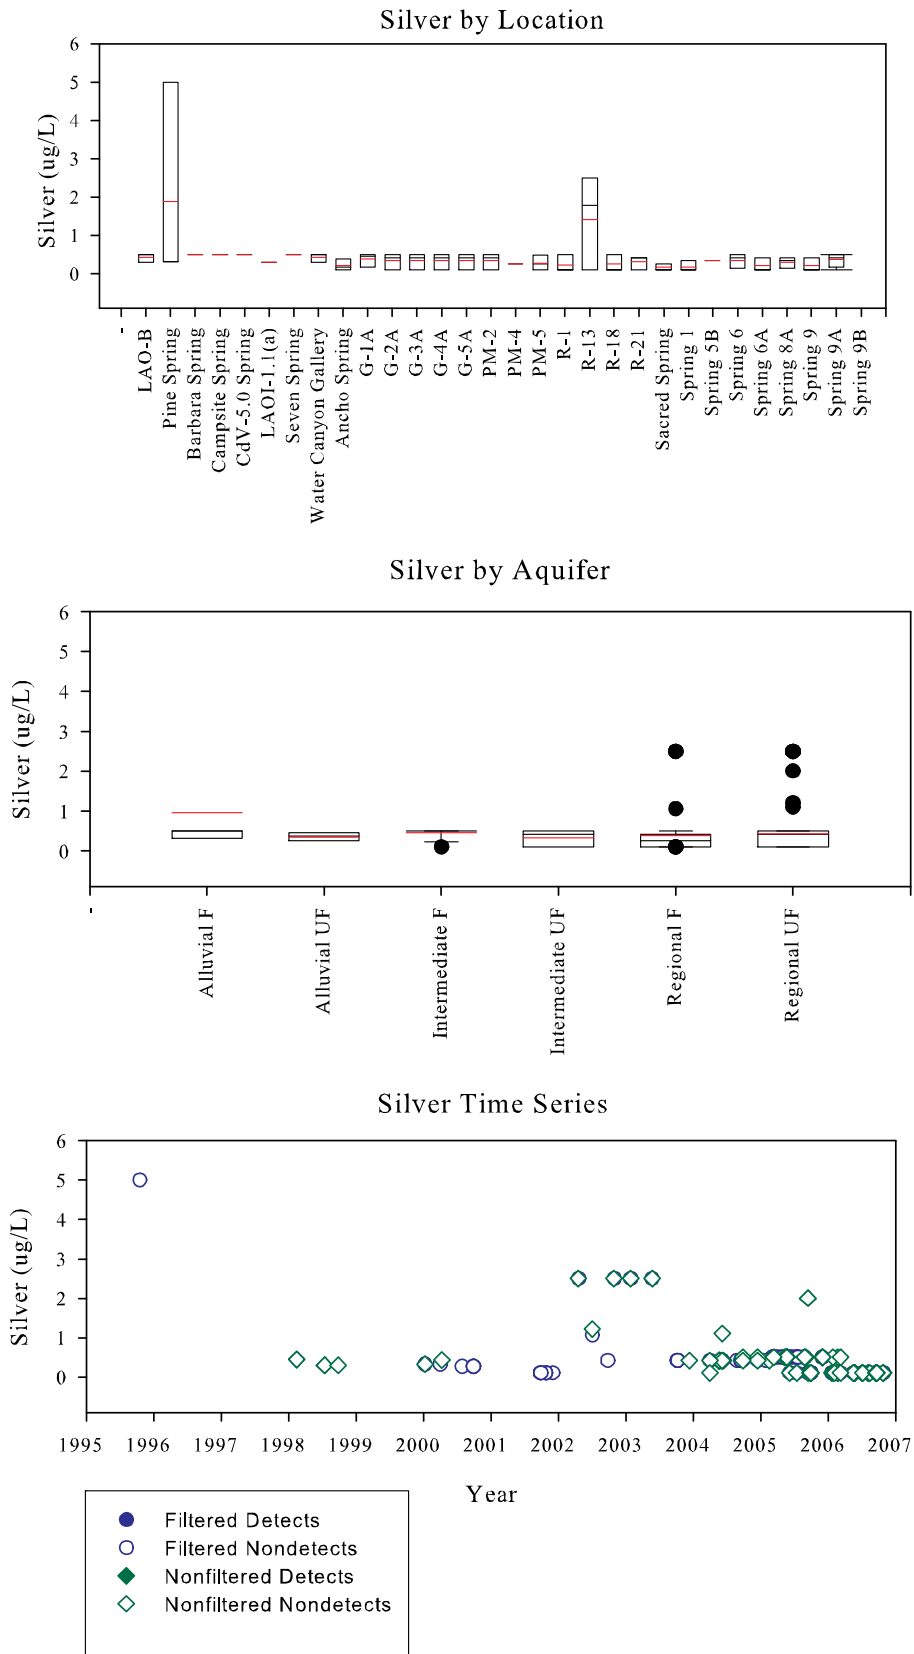 Silver by Location
6
5
4
3
2
1
0
Silver (ug/L)
-
LAO-B
Pine Spring
Barbara Spring
Campsite Spring
CdV-5.0 Spring
LAOI-1.1(a)
Seven Spring
Water Canyon Gallery
Ancho Spring
G-1A
G-2A
G-3A
G-4A
G-5A
PM-2
PM-4
PM-5
R-1
R-13
R-18
R-21
Sacred Spring
Spring 1
Spring 5B
Spring 6
Spring 6A
Spring 8A
Spring 9
Spring 9A
Spring 9B
Silver by Aquifer
6
5
4
3
2
1
0
Silver (ug/L)
-
Alluvial F
Alluvial UF
Intermediate F
Intermediate UF
Regional F
Regional UF
Silver Time Series
6
5
4
3
2
1
0
Silver (ug/L)
1995 1996 1997 1998 1999 2000 2001 2002 2003 2004 2005 2006 2007
Year
Filtered Detects
Filtered Nondetects
Nonfiltered Detects
Nonfiltered Nondetects